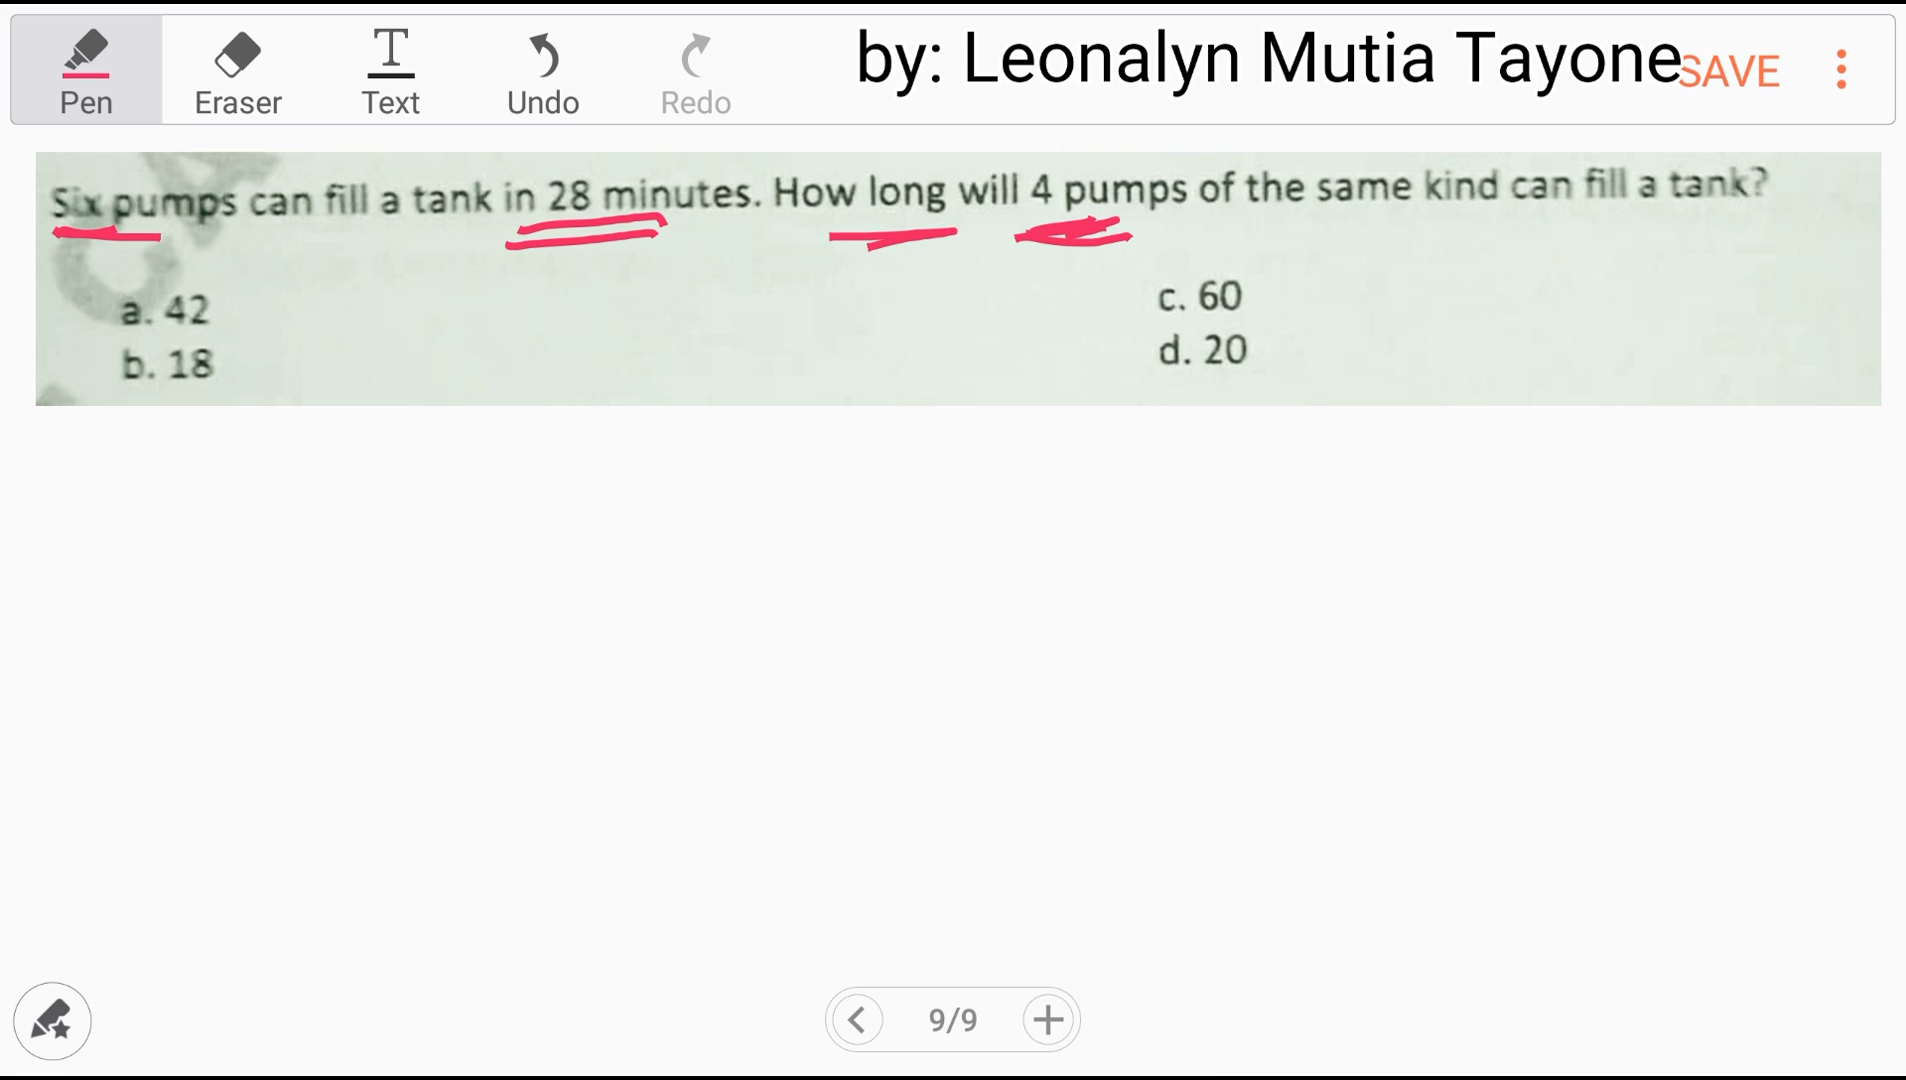 by: Leonalyn Mutia Tayone
SAVE
Pen
Eraser
Text
Undo
Redo
Six pumps can fill a tank in 28 minutes. How long will 4 pumps of the same kind can fill a tank?
a. 42
b. 18
c. 60
d. 20
9/9